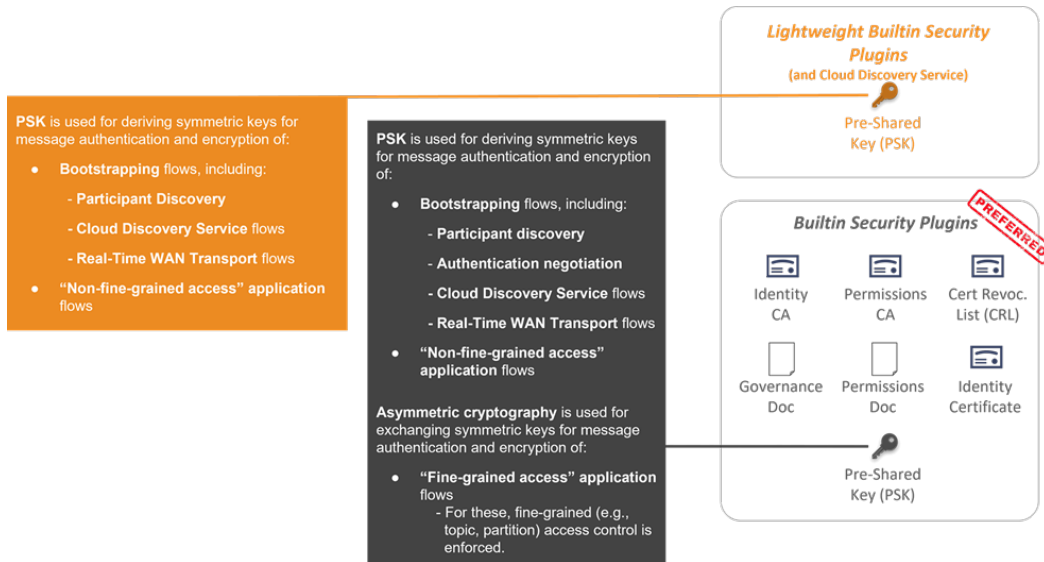 Lightweight Builtin Security
Plugins
(and Cloud Discovery Service)
Pre-Shared
Key (PSK)
PSK is used for deriving symmetric keys for
message authentication and encryption of:
● Bootstrapping flows, including:
- Participant Discovery
- Cloud Discovery Service flows
- Real-Time WAN Transport flows
● “Non-fine-grained access” application
flows
PSK is used for deriving symmetric keys
for message authentication and encryption
of:
● Bootstrapping flows, including:
- Participant discovery
- Authentication negotiation
- Cloud Discovery Service flows
- Real-Time WAN Transport flows
● “Non-fine-grained access”
application flows
Asymmetric cryptography is used for
exchanging symmetric keys for message
authentication and encryption of:
● “Fine-grained access” application
flows
- For these, fine-grained (e.g.,
topic, partition) access control is
enforced.
PREFERRED
Builtin Security Plugins
Identity
CA
Permissions
CA
Cert Revoc.
List (CRL)
Governance
Doc
Permissions
Doc
Identity
Certificate
Pre-Shared
Key (PSK)